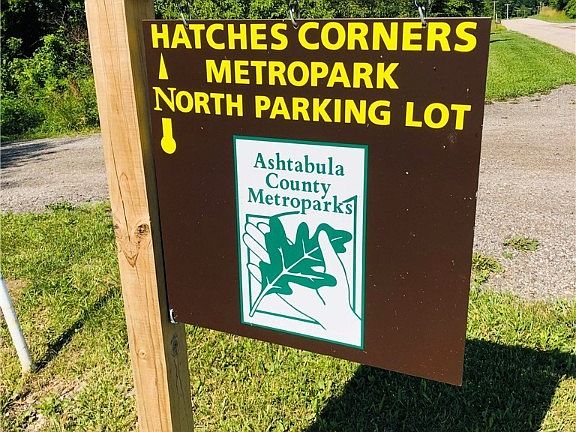 HATCHES CORNERS
METROPARK
NORTH PARKING LOT
Ashtabula
County
Metroparks